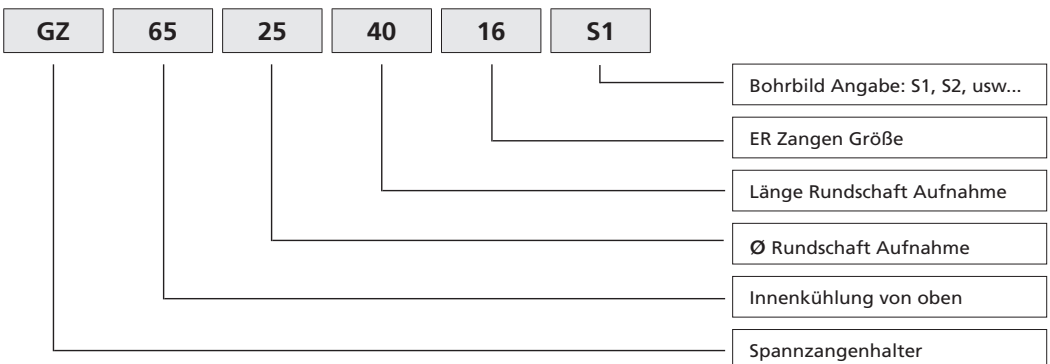 GZ 65 25 40 16 S1
Bohrbild Angabe: S1, S2, usw...
ER Zangen Größe
Länge Rundschaft Aufnahme
Ø Rundschaft Aufnahme
Innenkühlung von oben
Spannzangenhalter